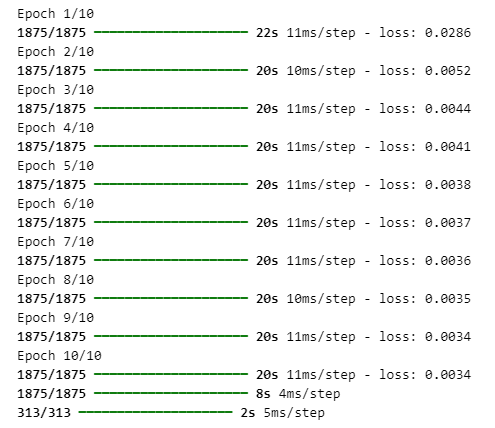 Epoch 1/10
1875/1875 ━━━━━━━━━━━━━━━━━━━━ 22s 11ms/step - loss: 0.0286
Epoch 2/10
1875/1875 ━━━━━━━━━━━━━━━━━━━━ 20s 10ms/step - loss: 0.0052
Epoch 3/10
1875/1875 ━━━━━━━━━━━━━━━━━━━━ 20s 11ms/step - loss: 0.0044
Epoch 4/10
1875/1875 ━━━━━━━━━━━━━━━━━━━━ 20s 11ms/step - loss: 0.0041
Epoch 5/10
1875/1875 ━━━━━━━━━━━━━━━━━━━━ 20s 11ms/step - loss: 0.0038
Epoch 6/10
1875/1875 ━━━━━━━━━━━━━━━━━━━━ 20s 11ms/step - loss: 0.0037
Epoch 7/10
1875/1875 ━━━━━━━━━━━━━━━━━━━━ 20s 11ms/step - loss: 0.0036
Epoch 8/10
1875/1875 ━━━━━━━━━━━━━━━━━━━━ 20s 10ms/step - loss: 0.0035
Epoch 9/10
1875/1875 ━━━━━━━━━━━━━━━━━━━━ 20s 11ms/step - loss: 0.0034
Epoch 10/10
1875/1875 ━━━━━━━━━━━━━━━━━━━━ 20s 11ms/step - loss: 0.0034
1875/1875 ━━━━━━━━━━━━━━━━━━━━ 8s 4ms/step
313/313 ━━━━━━━━━━━━━━━━━━━━ 2s 5ms/step